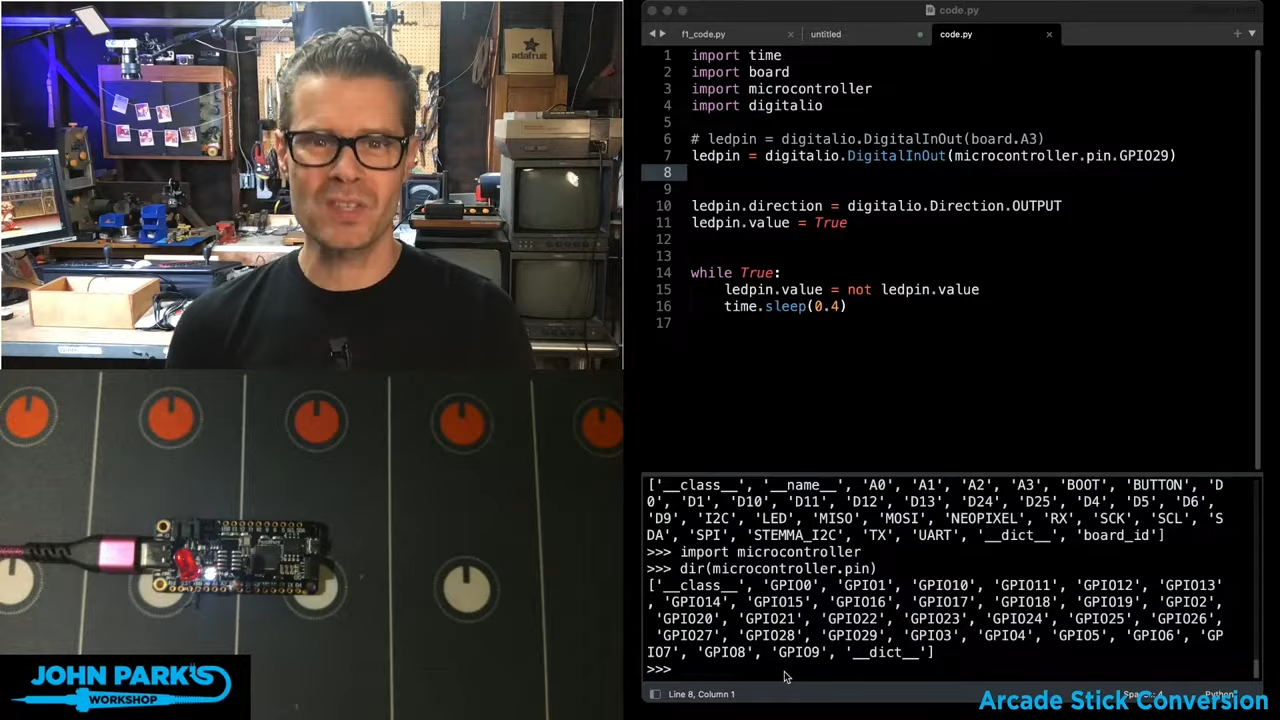 adafruit
JOHN PARK'S
WORKSHOP
code.py
f1_code.py
untitled
code.py
1 import time
2 import board
3 import microcontroller
4 import digitalio
5
6 # ledpin = digitalio.DigitalInOut(board.A3)
7 ledpin = digitalio.DigitalInOut(microcontroller.pin.GPIO29)
8
9
10 ledpin.direction = digitalio.Direction.OUTPUT
11 ledpin.value = True
12
13
14 while True:
15 ledpin.value = not ledpin.value
16 time.sleep(0.4)
17
['__class__', '__name__', 'A0', 'A1', 'A2', 'A3', 'BOOT', 'BUTTON', 'D
0', 'D1', 'D10', 'D11', 'D12', 'D13', 'D24', 'D25', 'D4', 'D5', 'D6',
'D9', 'I2C', 'LED', 'MISO', 'MOSI', 'NEOPIXEL', 'RX', 'SCK', 'SCL', 'S
DA', 'SPI', 'STEMMA_I2C', 'TX', 'UART', '__dict__', 'board_id']
>>> import microcontroller
>>> dir(microcontroller.pin)
['__class__', 'GPIO0', 'GPIO1', 'GPIO10', 'GPIO11', 'GPIO12', 'GPIO13'
, 'GPIO14', 'GPIO15', 'GPIO16', 'GPIO17', 'GPIO18', 'GPIO19', 'GPIO2',
'GPIO20', 'GPIO21', 'GPIO22', 'GPIO23', 'GPIO24', 'GPIO25', 'GPIO26',
'GPIO27', 'GPIO28', 'GPIO29', 'GPIO3', 'GPIO4', 'GPIO5', 'GPIO6', 'GP
IO7', 'GPIO8', 'GPIO9', '__dict__']
>>>
Line 8, Column 1
Arcade Stick Conversion